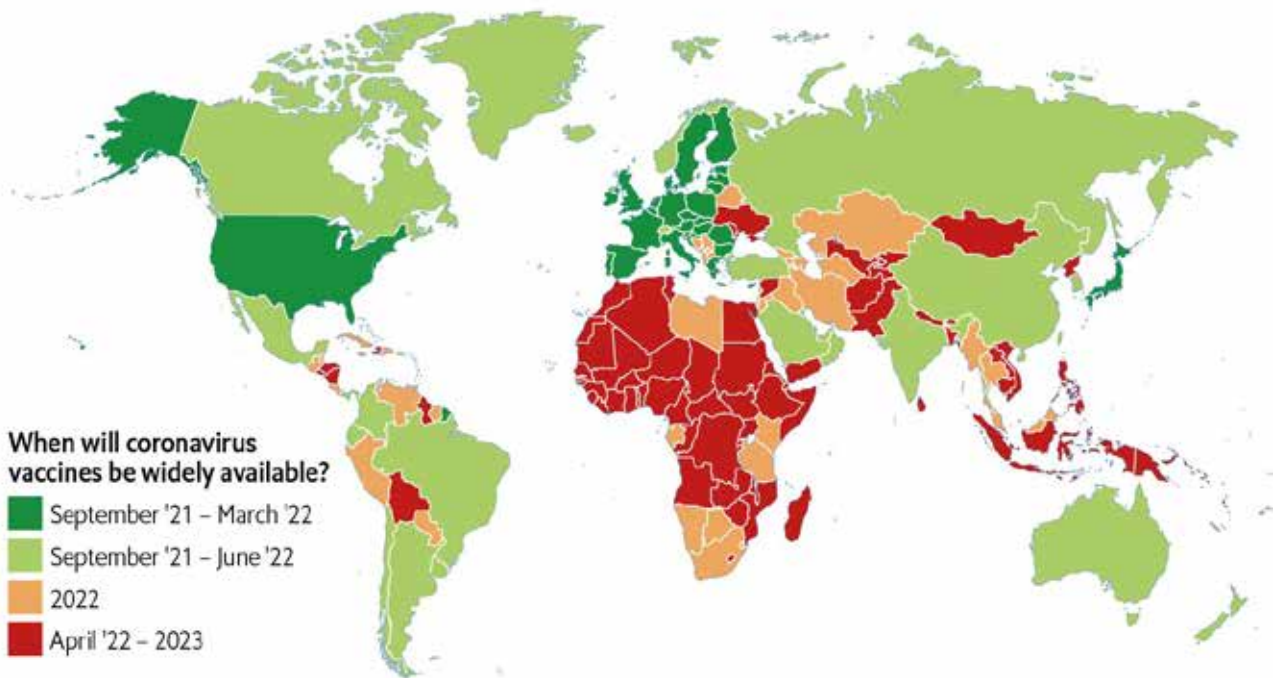 When will coronavirus
vaccines be widely available?
September '21 – March '22
September '21 – June '22
2022
April '22 – 2023